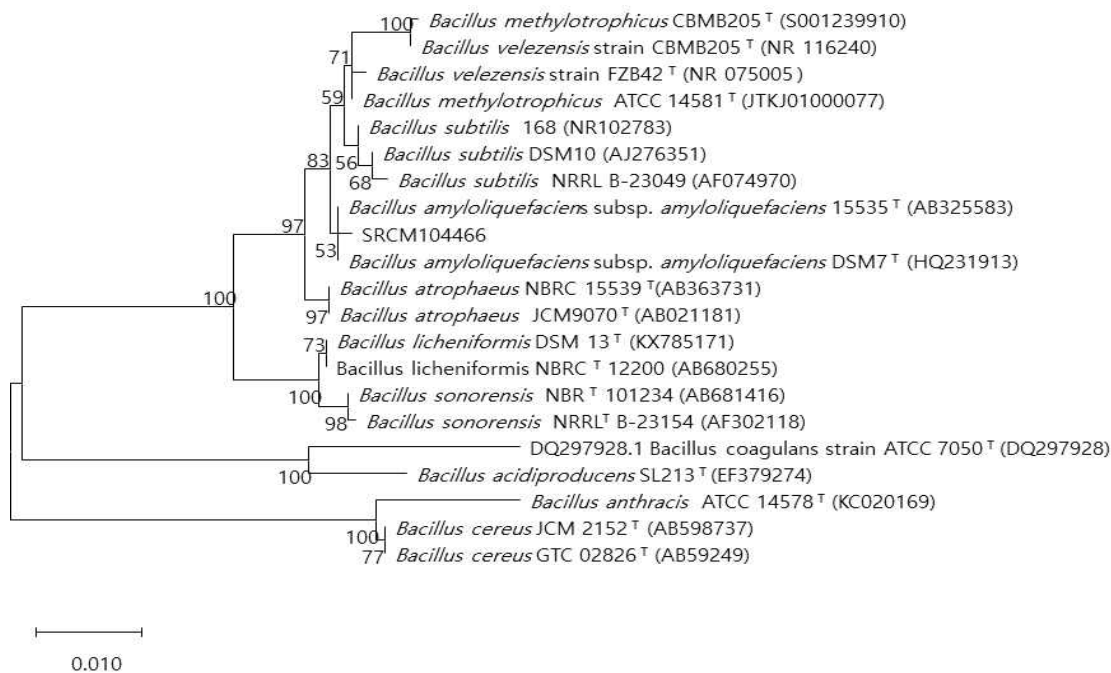 100 Bacillus methylotrophicus CBMB205 ᵀ (S001239910)
Bacillus velezensis strain CBMB205 ᵀ (NR 116240)
71
Bacillus velezensis strain FZB42 ᵀ (NR 075005)
59
Bacillus methylotrophicus ATCC 14581 ᵀ (JTKJ01000077)
Bacillus subtilis 168 (NR102783)
83 56 Bacillus subtilis DSM10 (AJ276351)
68 Bacillus subtilis NRRL B-23049 (AF074970)
Bacillus amyloliquefaciens subsp. amyloliquefaciens 15535 ᵀ (AB325583)
97 SRCM104466
53 Bacillus amyloliquefaciens subsp. amyloliquefaciens DSM7 ᵀ (HQ231913)
Bacillus atrophaeus NBRC 15539 ᵀ(AB363731)
100
97 Bacillus atrophaeus JCM9070 ᵀ (AB021181)
73 Bacillus licheniformis DSM 13 ᵀ (KX785171)
Bacillus licheniformis NBRC ᵀ 12200 (AB680255)
100 Bacillus sonorensis NBR ᵀ 101234 (AB681416)
98 Bacillus sonorensis NRRLᵀ B-23154 (AF302118)
DQ297928.1 Bacillus coagulans strain ATCC 7050 ᵀ (DQ297928)
100 Bacillus acidiproducens SL213 ᵀ (EF379274)
Bacillus anthracis ATCC 14578 ᵀ (KC020169)
100 Bacillus cereus JCM 2152 ᵀ (AB598737)
77 Bacillus cereus GTC 02826 ᵀ (AB59249)
0.010